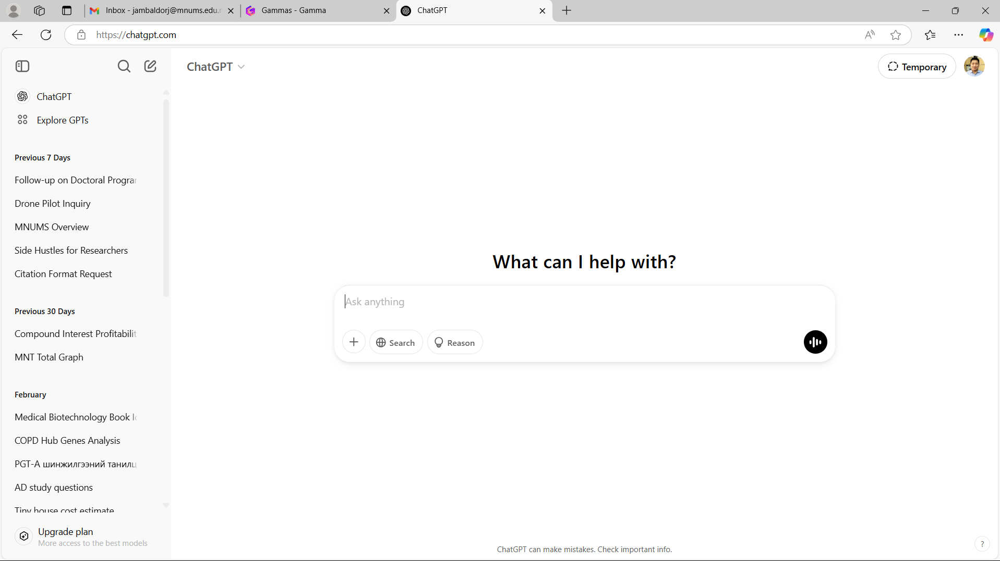 Inbox - jambaldorj@mnums.edu.
Gammas - Gamma
ChatGPT
https://chatgpt.com
ChatGPT
Temporary
ChatGPT
Explore GPTs
Previous 7 Days
Follow-up on Doctoral Progra
Drone Pilot Inquiry
MNUMS Overview
Side Hustles for Researchers
Citation Format Request
Previous 30 Days
Compound Interest Profitabilit
MNT Total Graph
February
Medical Biotechnology Book I
COPD Hub Genes Analysis
PGT-A шинжилгээний танилц
AD study questions
Tiny house cost estimate
Upgrade plan
More access to the best models
What can I help with?
Ask anything
Search
Reason
ChatGPT can make mistakes. Check important info.
?